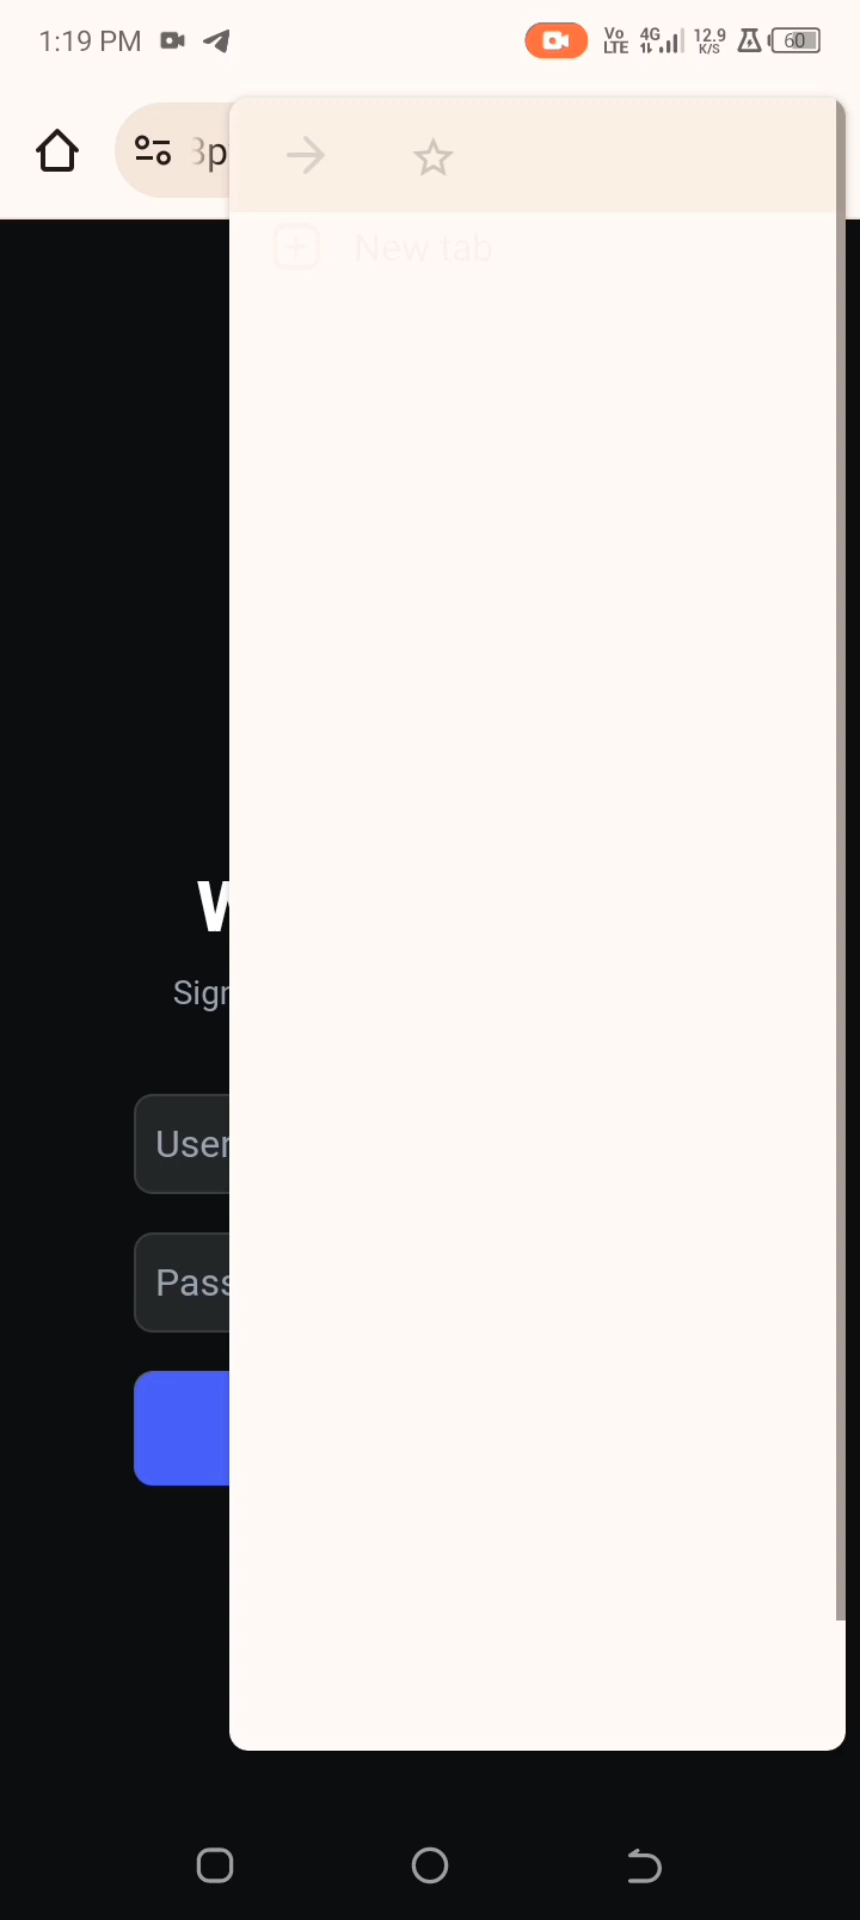 1:19 PM
Vo
LTE
4G
12.9
K/S
60
3p
New tab
W
Sign
User
Pass